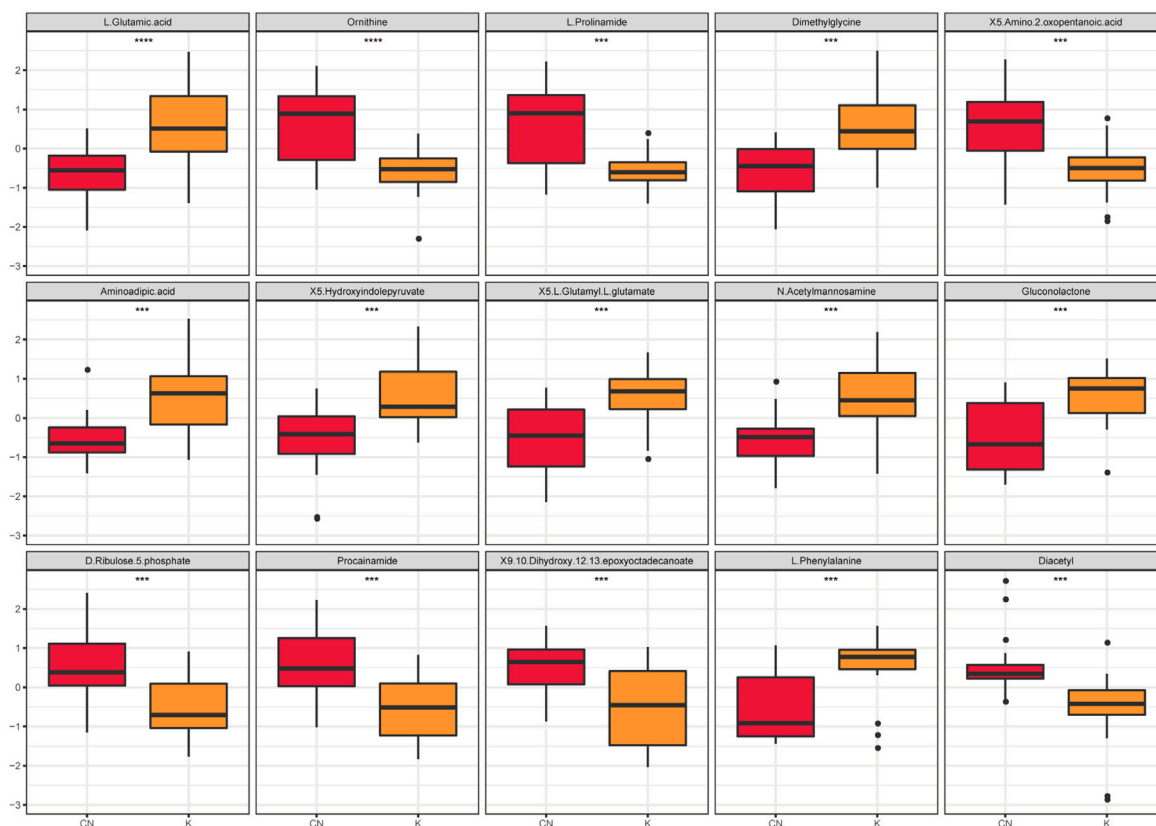 L.Glutamic.acid Ornithine L.Prolinamide Dimethylglycine X5.Amino.2.oxopentanoic.acid
**** **** *** *** ***
2
1
0
−1
−2
−3
Aminoadipic.acid X5.Hydroxyindolepyruvate X5.L.Glutamyl.L.glutamate N.Acetylmannosamine Gluconolactone
*** *** *** *** ***
2
1
0
−1
−2
−3
D.Ribulose.5.phosphate Procainamide X9.10.Dihydroxy.12.13.epoxyoctadecanoate L.Phenylalanine Diacetyl
*** *** *** *** ***
2
1
0
−1
−2
−3
CN K CN K CN K CN K CN K